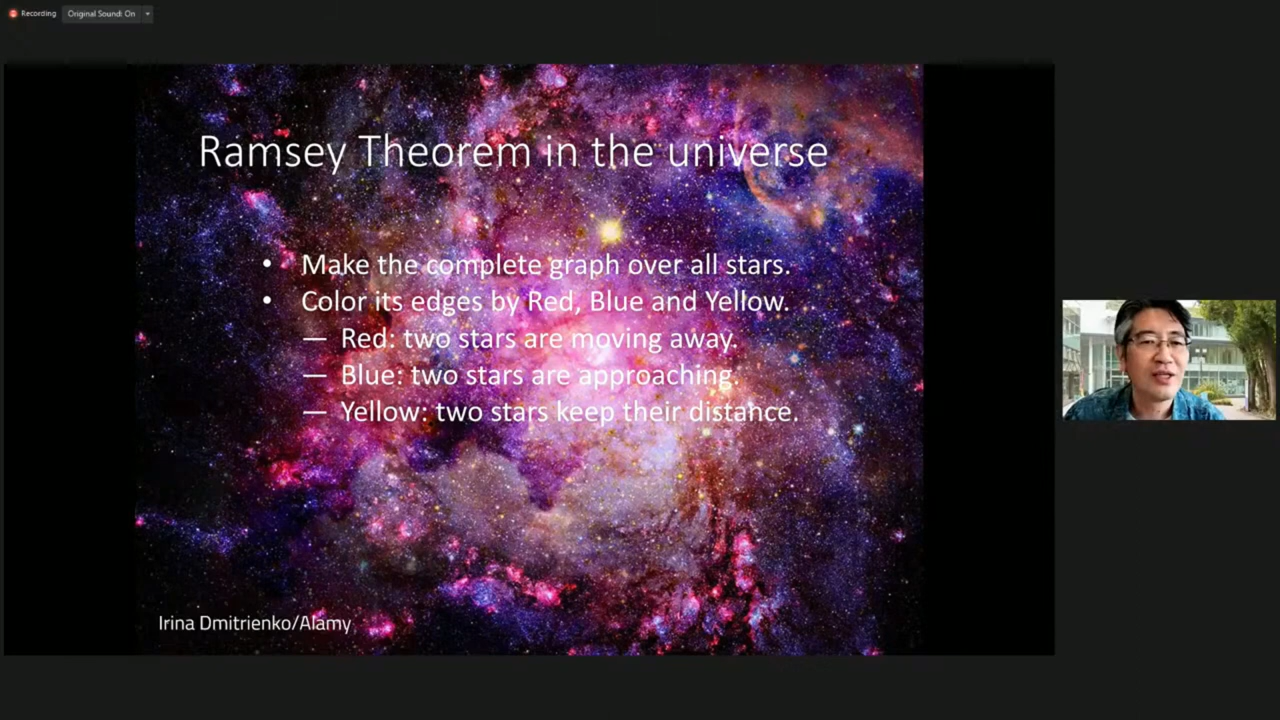 Recording
Original Sound: On
Ramsey Theorem in the universe
• Make the complete graph over all stars.
• Color its edges by Red, Blue and Yellow.
— Red: two stars are moving away.
— Blue: two stars are approaching.
— Yellow: two stars keep their distance.
Irina Dmitrienko/Alamy